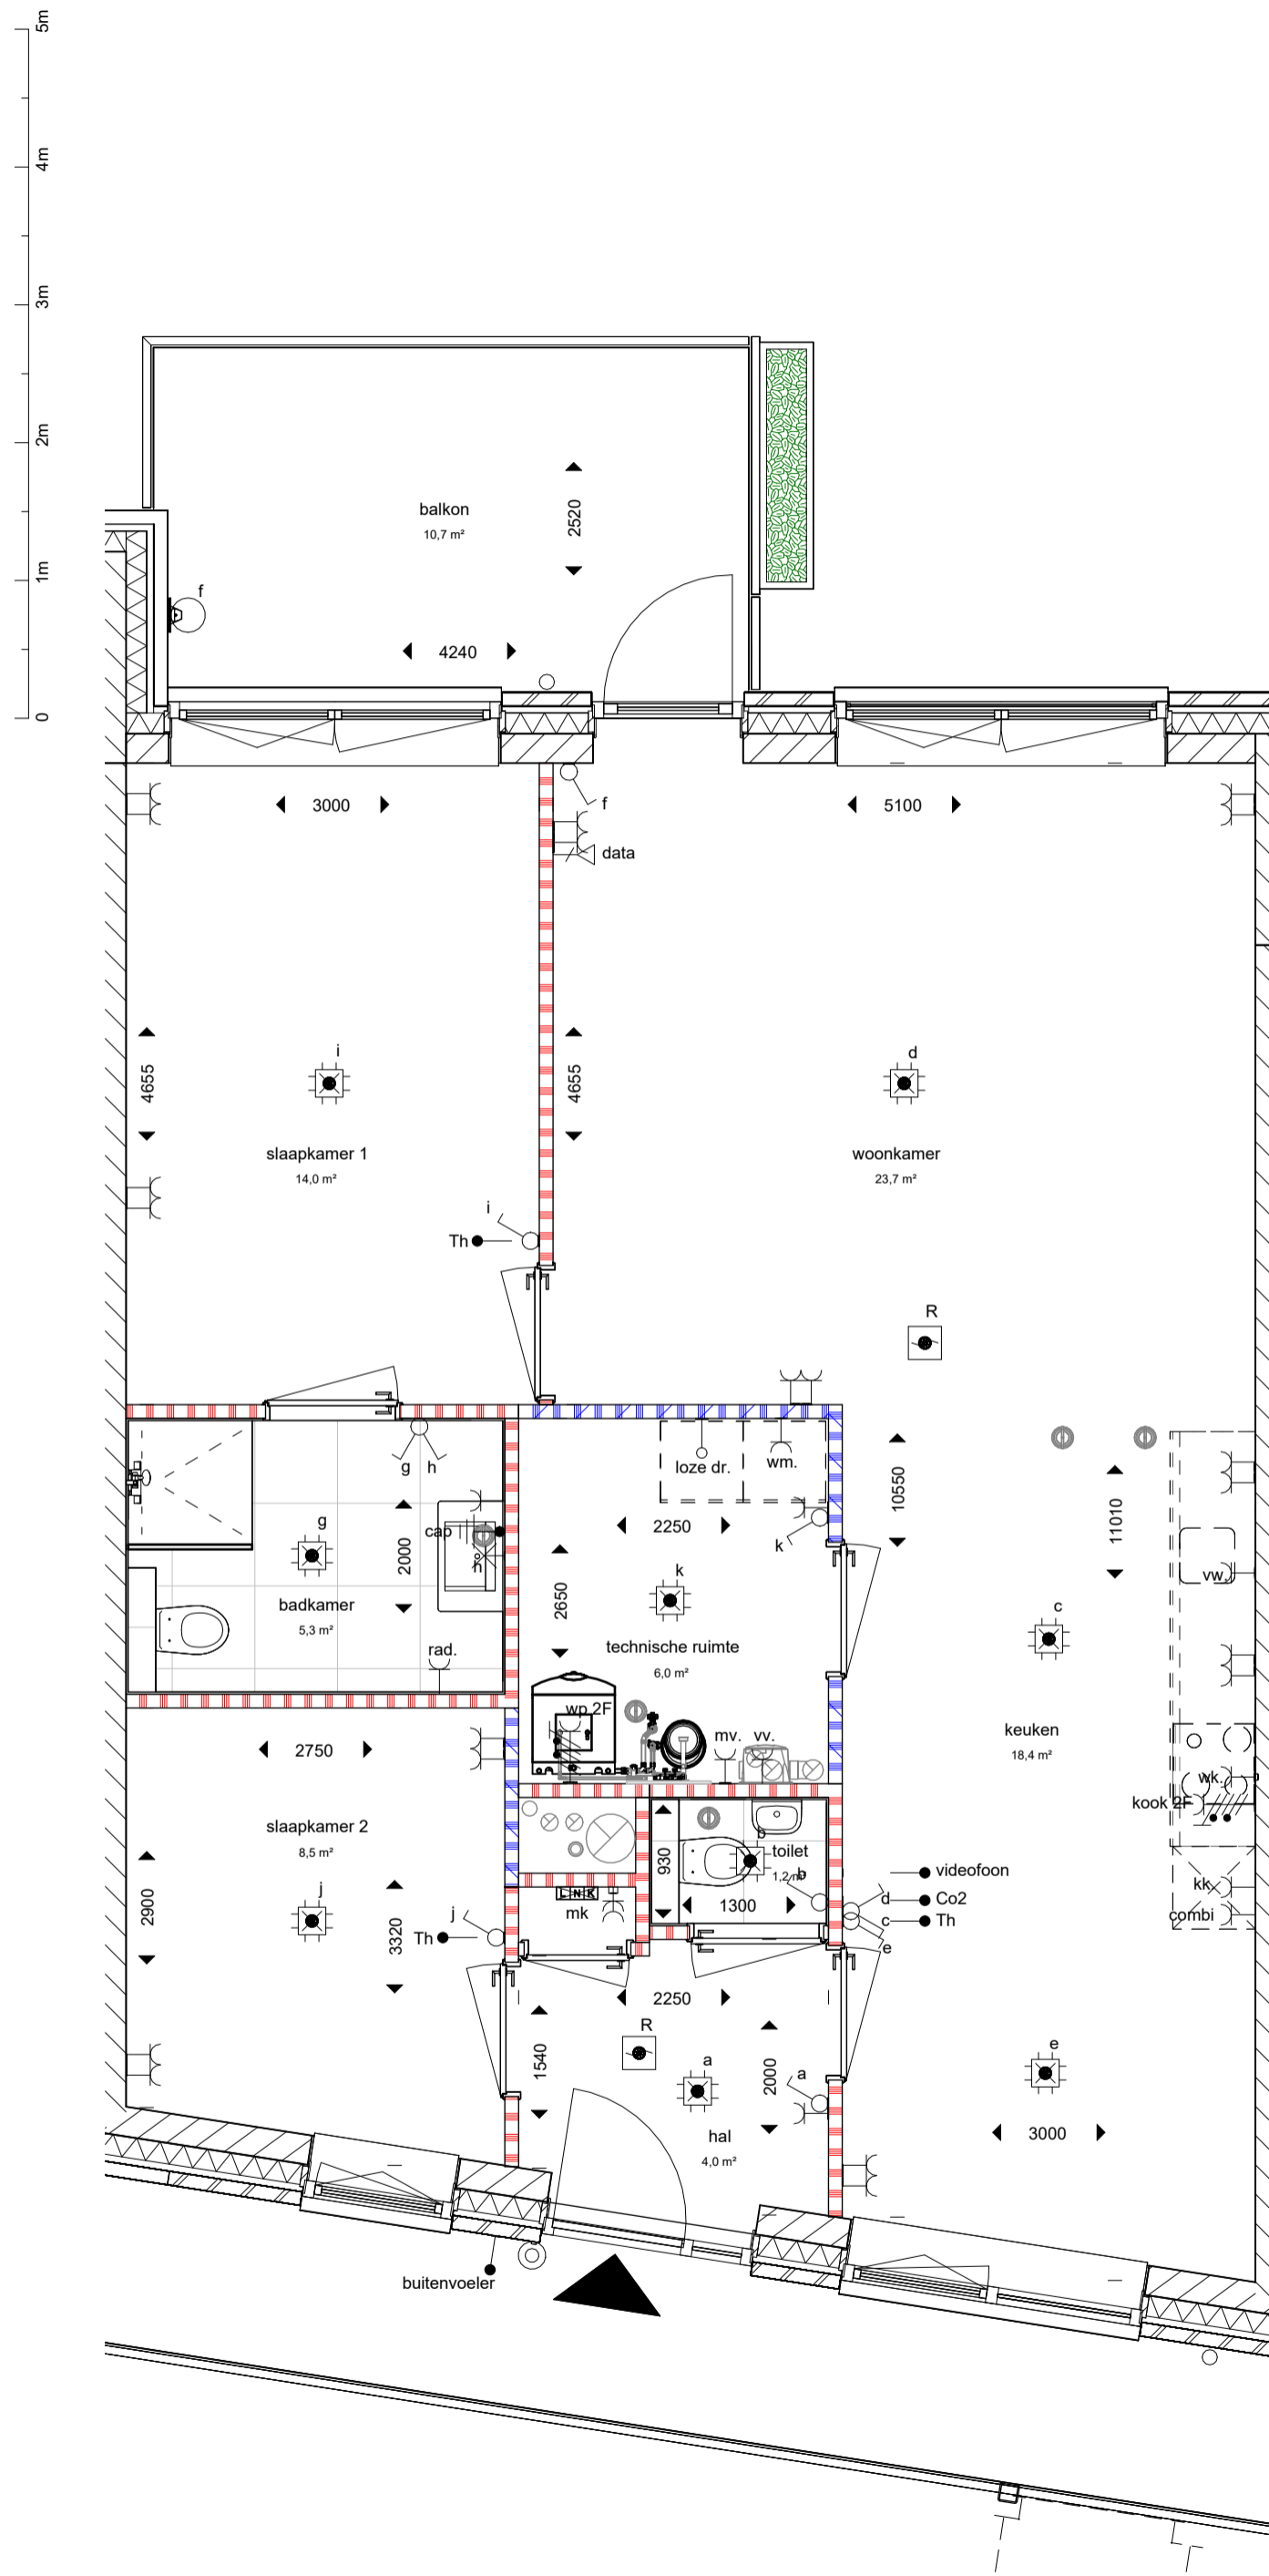 5m
4m
3m
2m
1m
0
balkon
10,7 m²
2520
4240
f
f
data
3000
5100
4655
4655
i
d
slaapkamer 1
14,0 m²
woonkamer
23,7 m²
i
Th
R
g
h
loze dr.
wm.
10550
11010
2250
k
g
2000
cap
h
badkamer
5,3 m²
rad.
2650
k
technische ruimte
6,0 m²
vw.
c
keuken
18,4 m²
wp 2F
mv.
vv.
wk.
kook 2F
2750
slaapkamer 2
8,5 m²
b
toilet
1,2 m²
b
930
1300
L N K
mk
videofoon
d
Co2
c
Th
e
kk
combi
2900
j
3320
j
Th
2250
R
1540
a
2000
a
e
hal
4,0 m²
3000
buitenvoeler